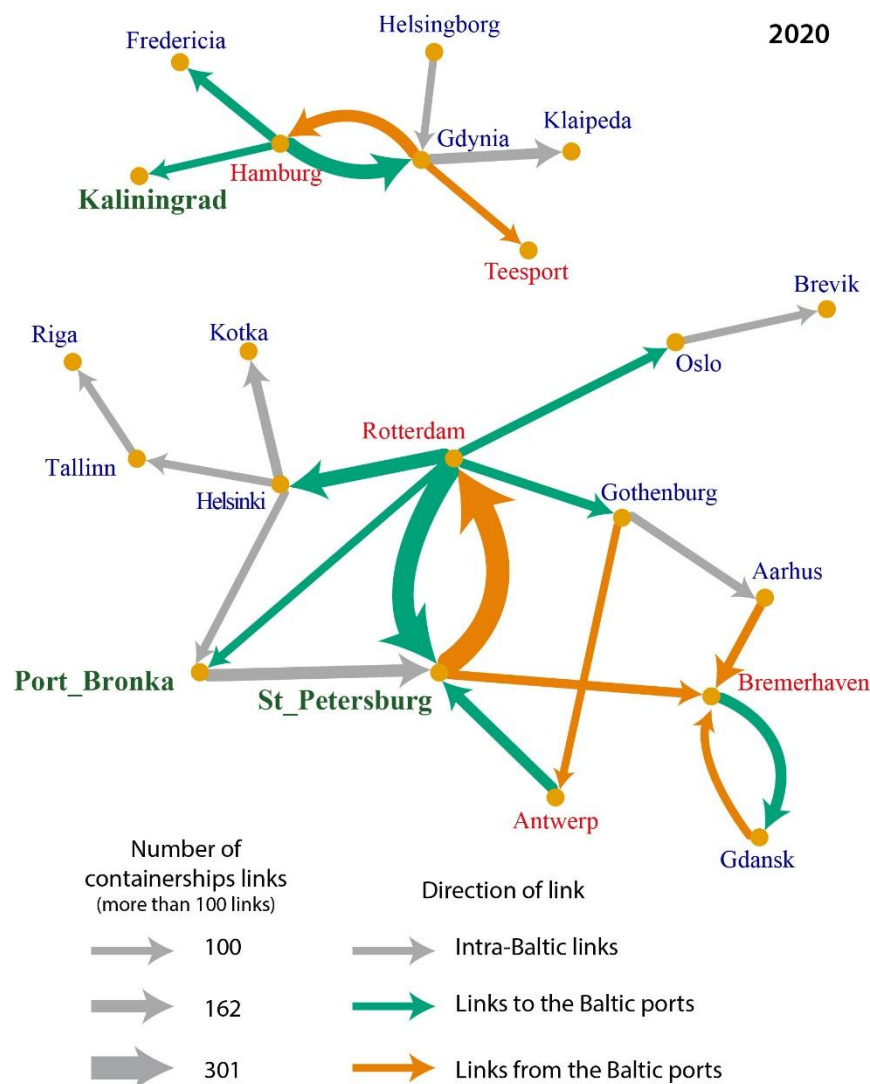 2020
Helsingborg
Fredericia
Klaipeda
Gdynia
Hamburg
Kaliningrad
Teesport
Brevik
Riga
Kotka
Oslo
Rotterdam
Tallinn
Helsinki
Gothenburg
Aarhus
Port_Bronka
St_Petersburg
Bremerhaven
Antwerp
Gdansk
Number of
containerships links
(more than 100 links)
Direction of link
100
Intra-Baltic links
162
Links to the Baltic ports
301
Links from the Baltic ports